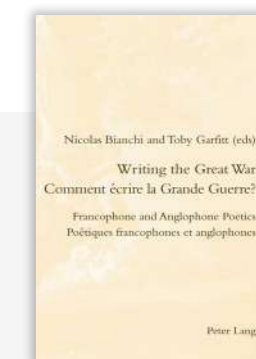 Nicolas Bianchi and Toby Garfitt (eds)
Writing the Great War
Comment écrire la Grande Guerre?
Francophone and Anglophone Poetics
Poétiques francophones et anglophones
Peter Lang